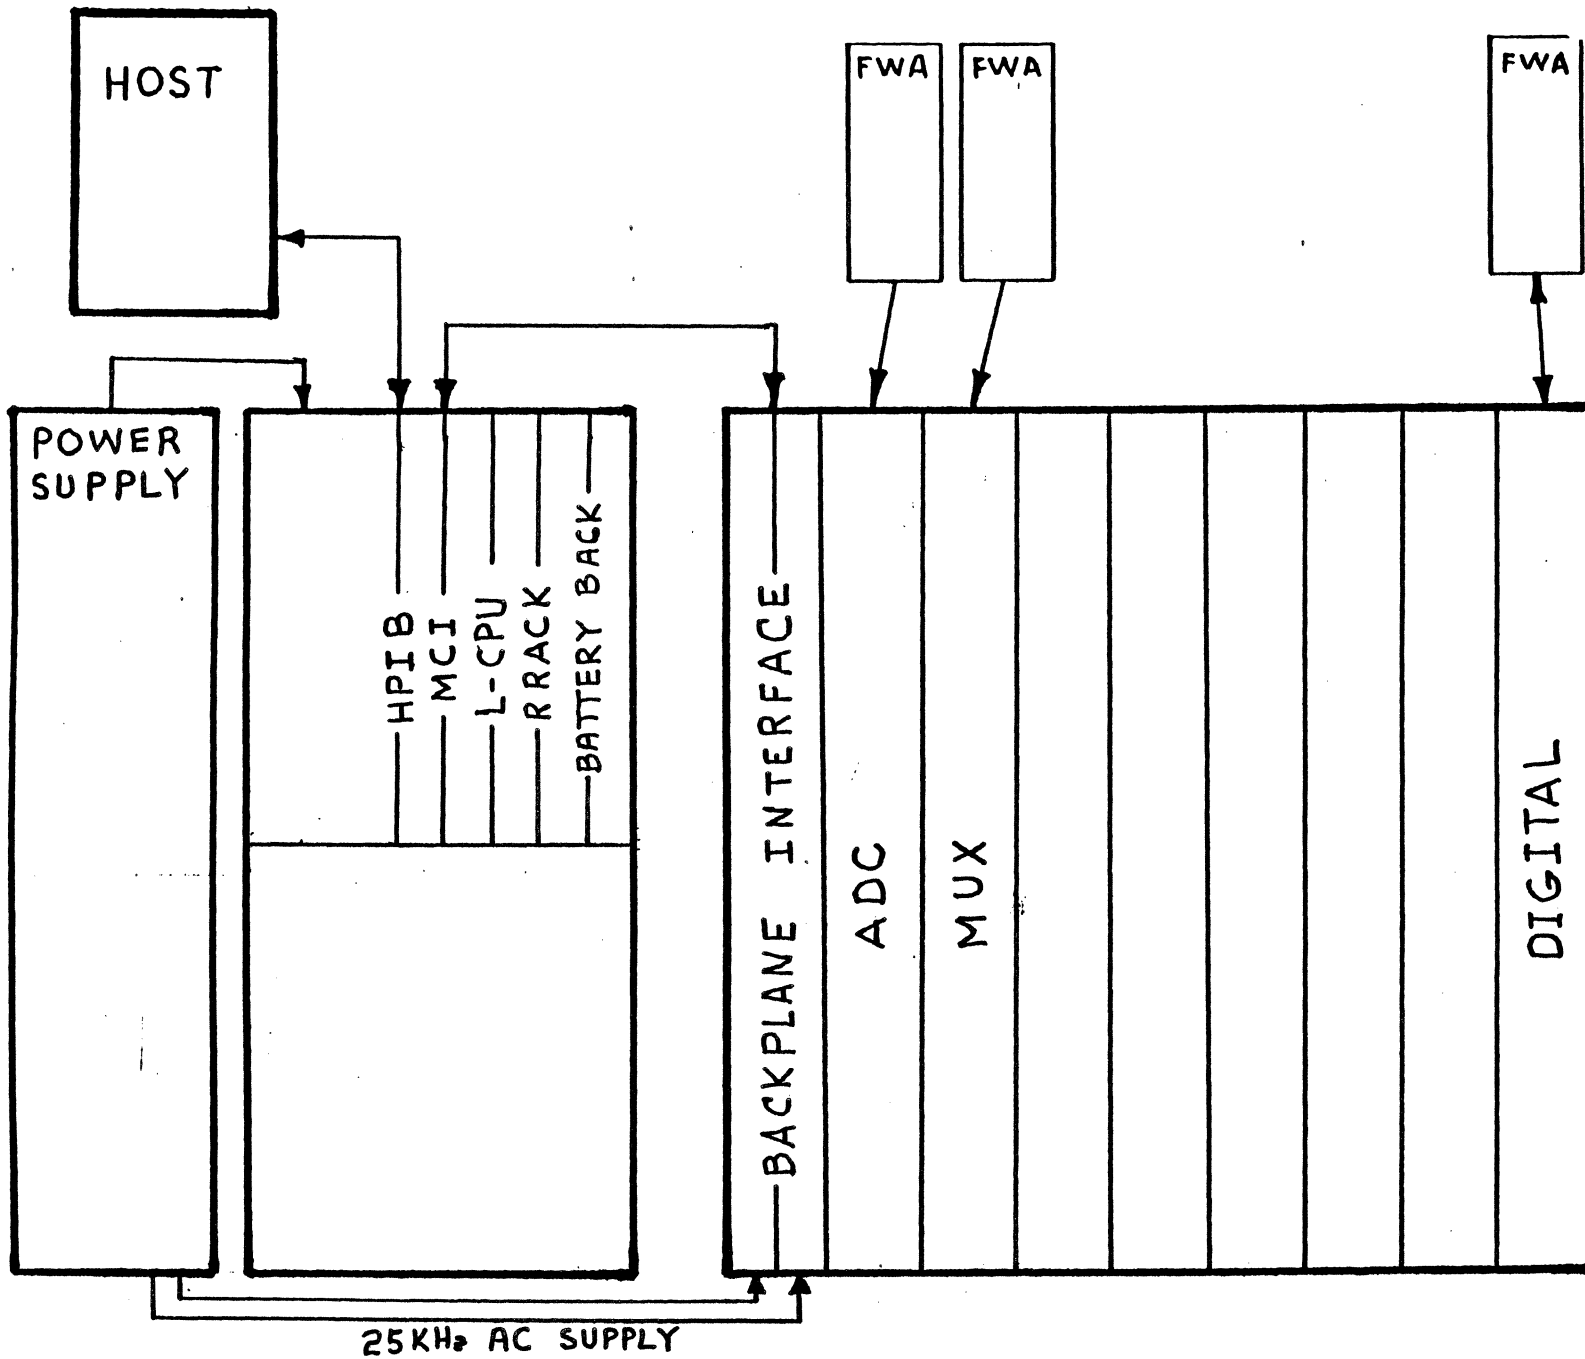 HOST
FWA
FWA
FWA
POWER
SUPPLY
HPIB
MCI
L-CPU
RRACK
BATTERY BACK
BACKPLANE INTERFACE
ADC
MUX
DIGITAL
25KHz AC SUPPLY